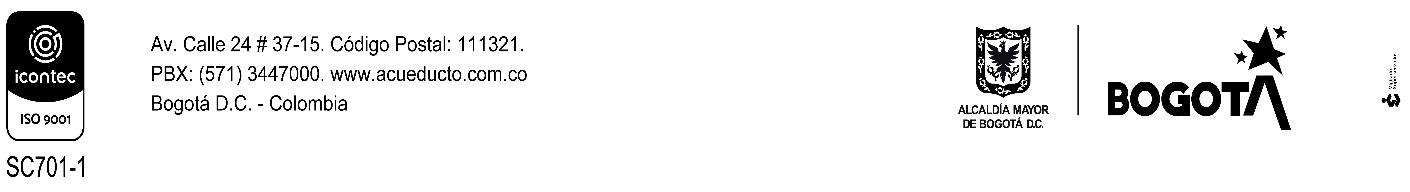 icontec
ISO 9001
SC701-1
Av. Calle 24 # 37-15. Código Postal: 111321.
PBX: (571) 3447000. www.acueducto.com.co
Bogotá D.C. - Colombia
ALCALDÍA MAYOR
DE BOGOTÁ D.C.
BOGOTÁ